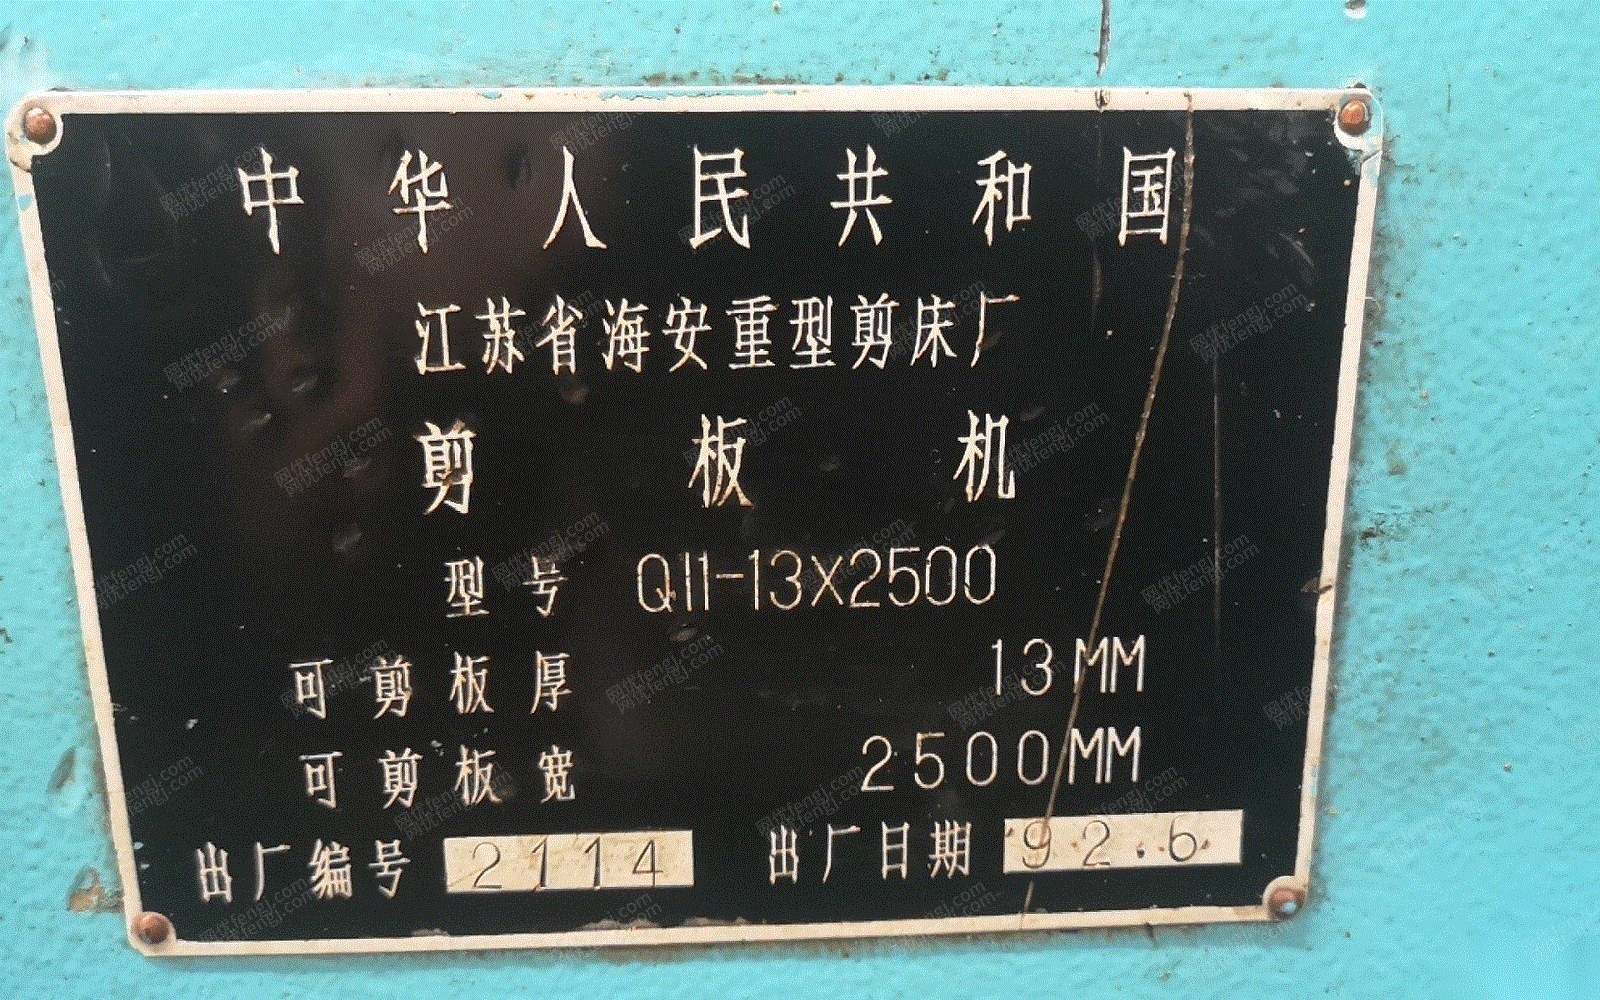 中华人民共和国
江苏省海安重型剪床厂
剪板机
型号 Q11-13X2500
可剪板厚 13MM
可剪板宽 2500MM
出厂编号 2114 出厂日期 92.6